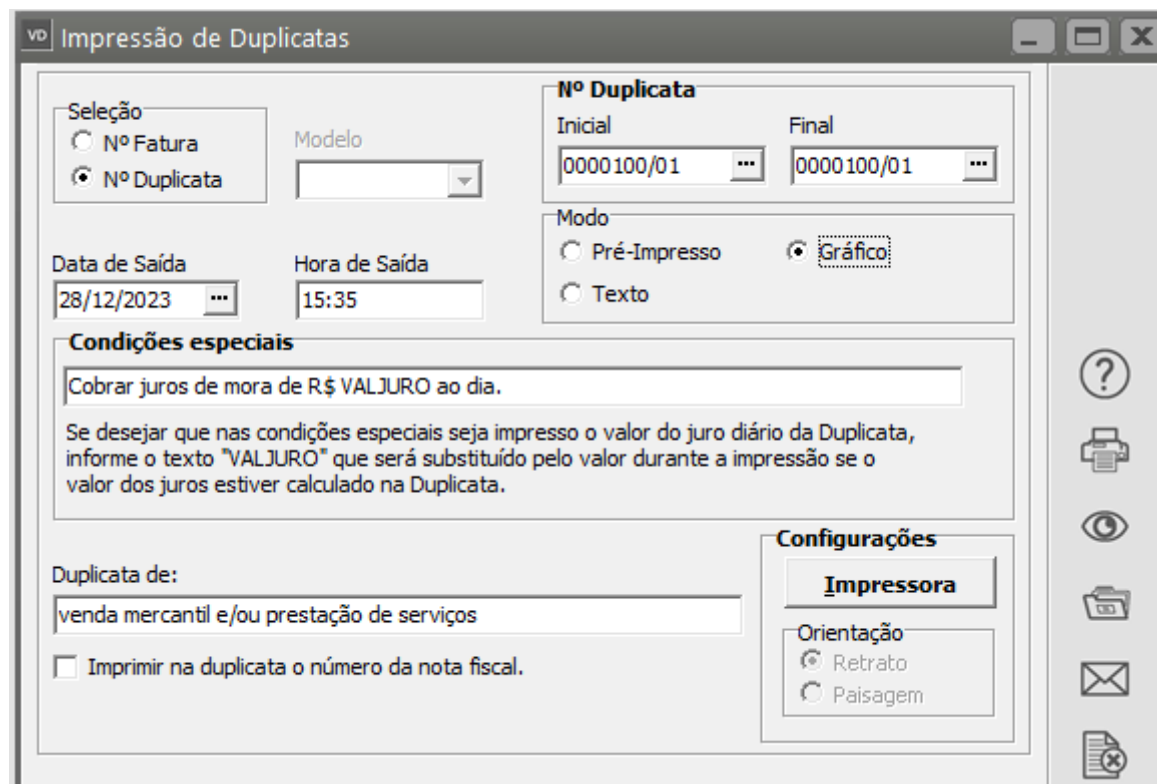 VD Impressão de Duplicatas
Seleção
Nº Fatura
Nº Duplicata
Modelo
Nº Duplicata
Inicial
Final
0000100/01 ...
0000100/01 ...
Modo
Pré-Impresso
Gráfico
Texto
Data de Saída
Hora de Saída
28/12/2023 ...
15:35
Condições especiais
Cobrar juros de mora de R$ VALJURO ao dia.
Se desejar que nas condições especiais seja impresso o valor do juro diário da Duplicata,
informe o texto "VALJURO" que será substituído pelo valor durante a impressão se o
valor dos juros estiver calculado na Duplicata.
Duplicata de:
venda mercantil e/ou prestação de serviços
Imprimir na duplicata o número da nota fiscal.
Configurações
Impressora
Orientação
Retrato
Paisagem